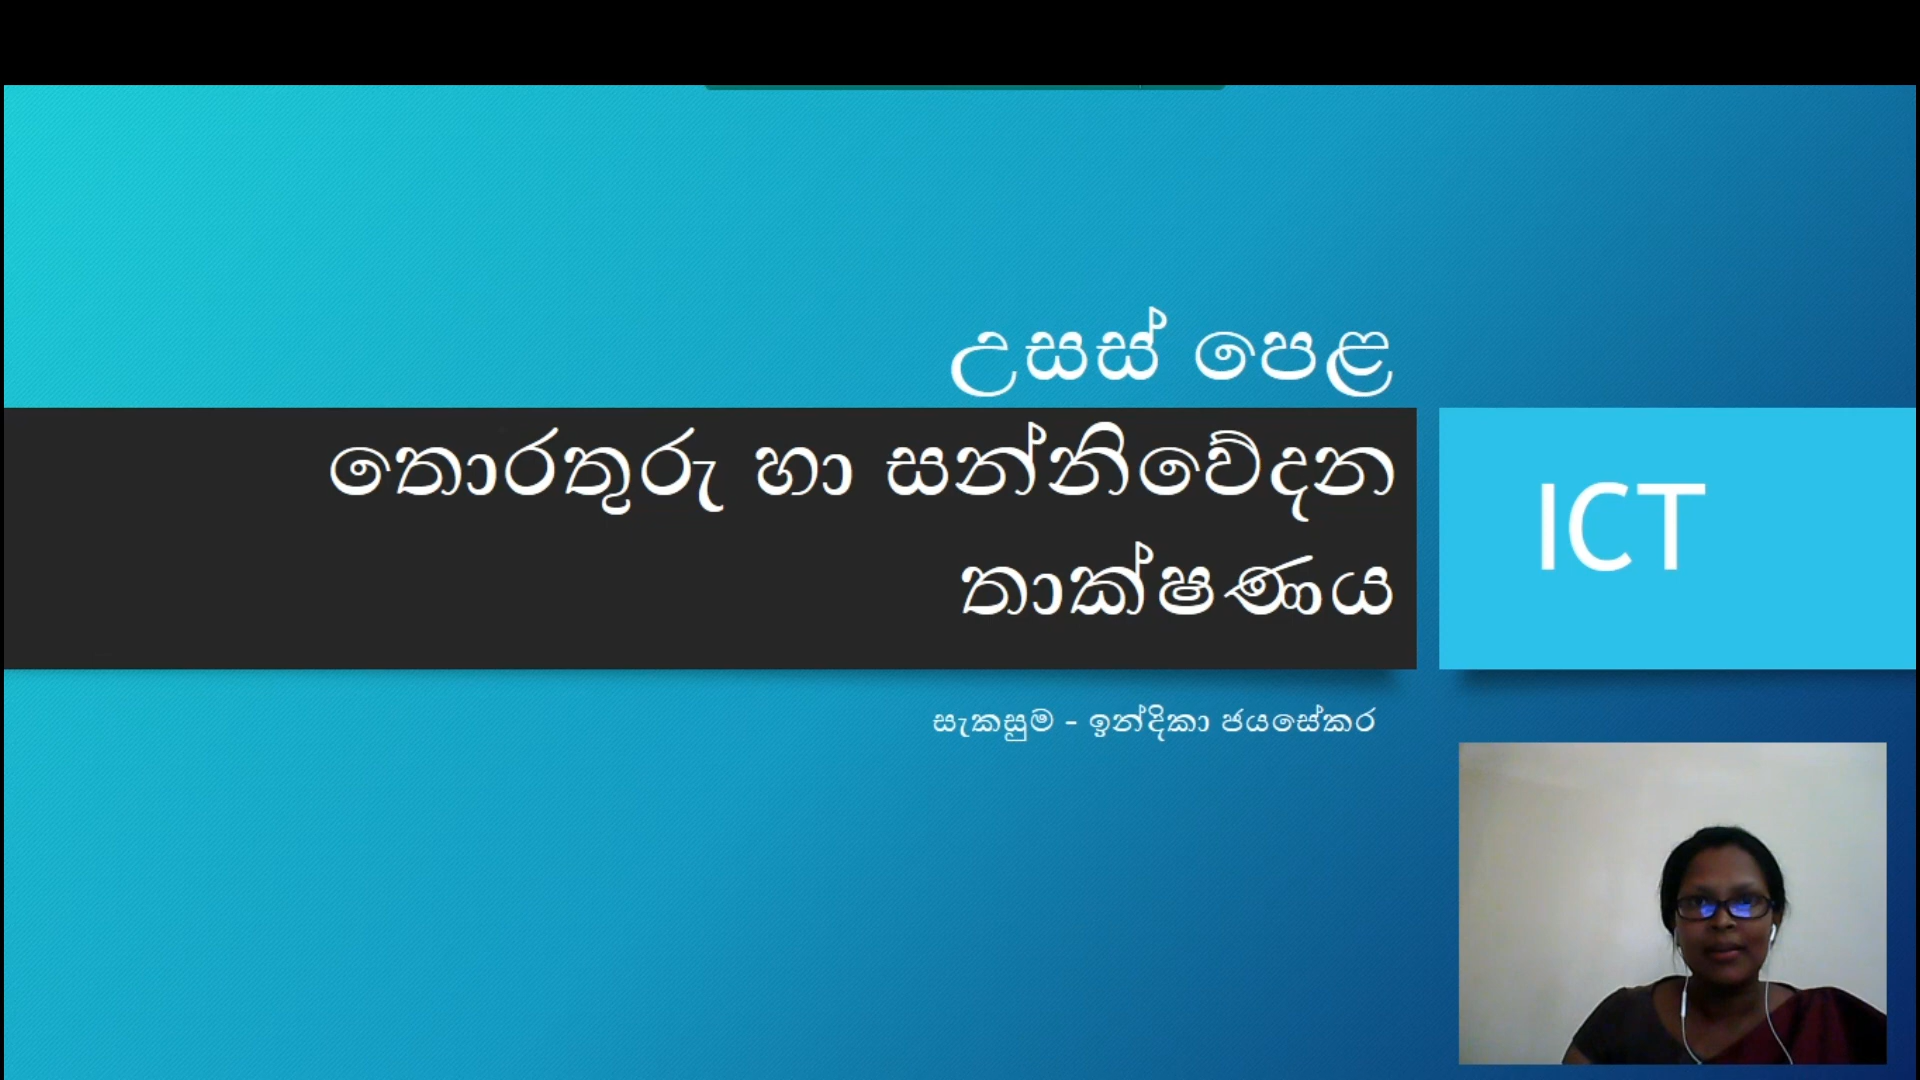 උසස් පෙළ
තොරතුරු හා සන්නිවේදන
තාක්ෂණය
ICT
සැකසුම - ඉන්දිකා ජයසේකර